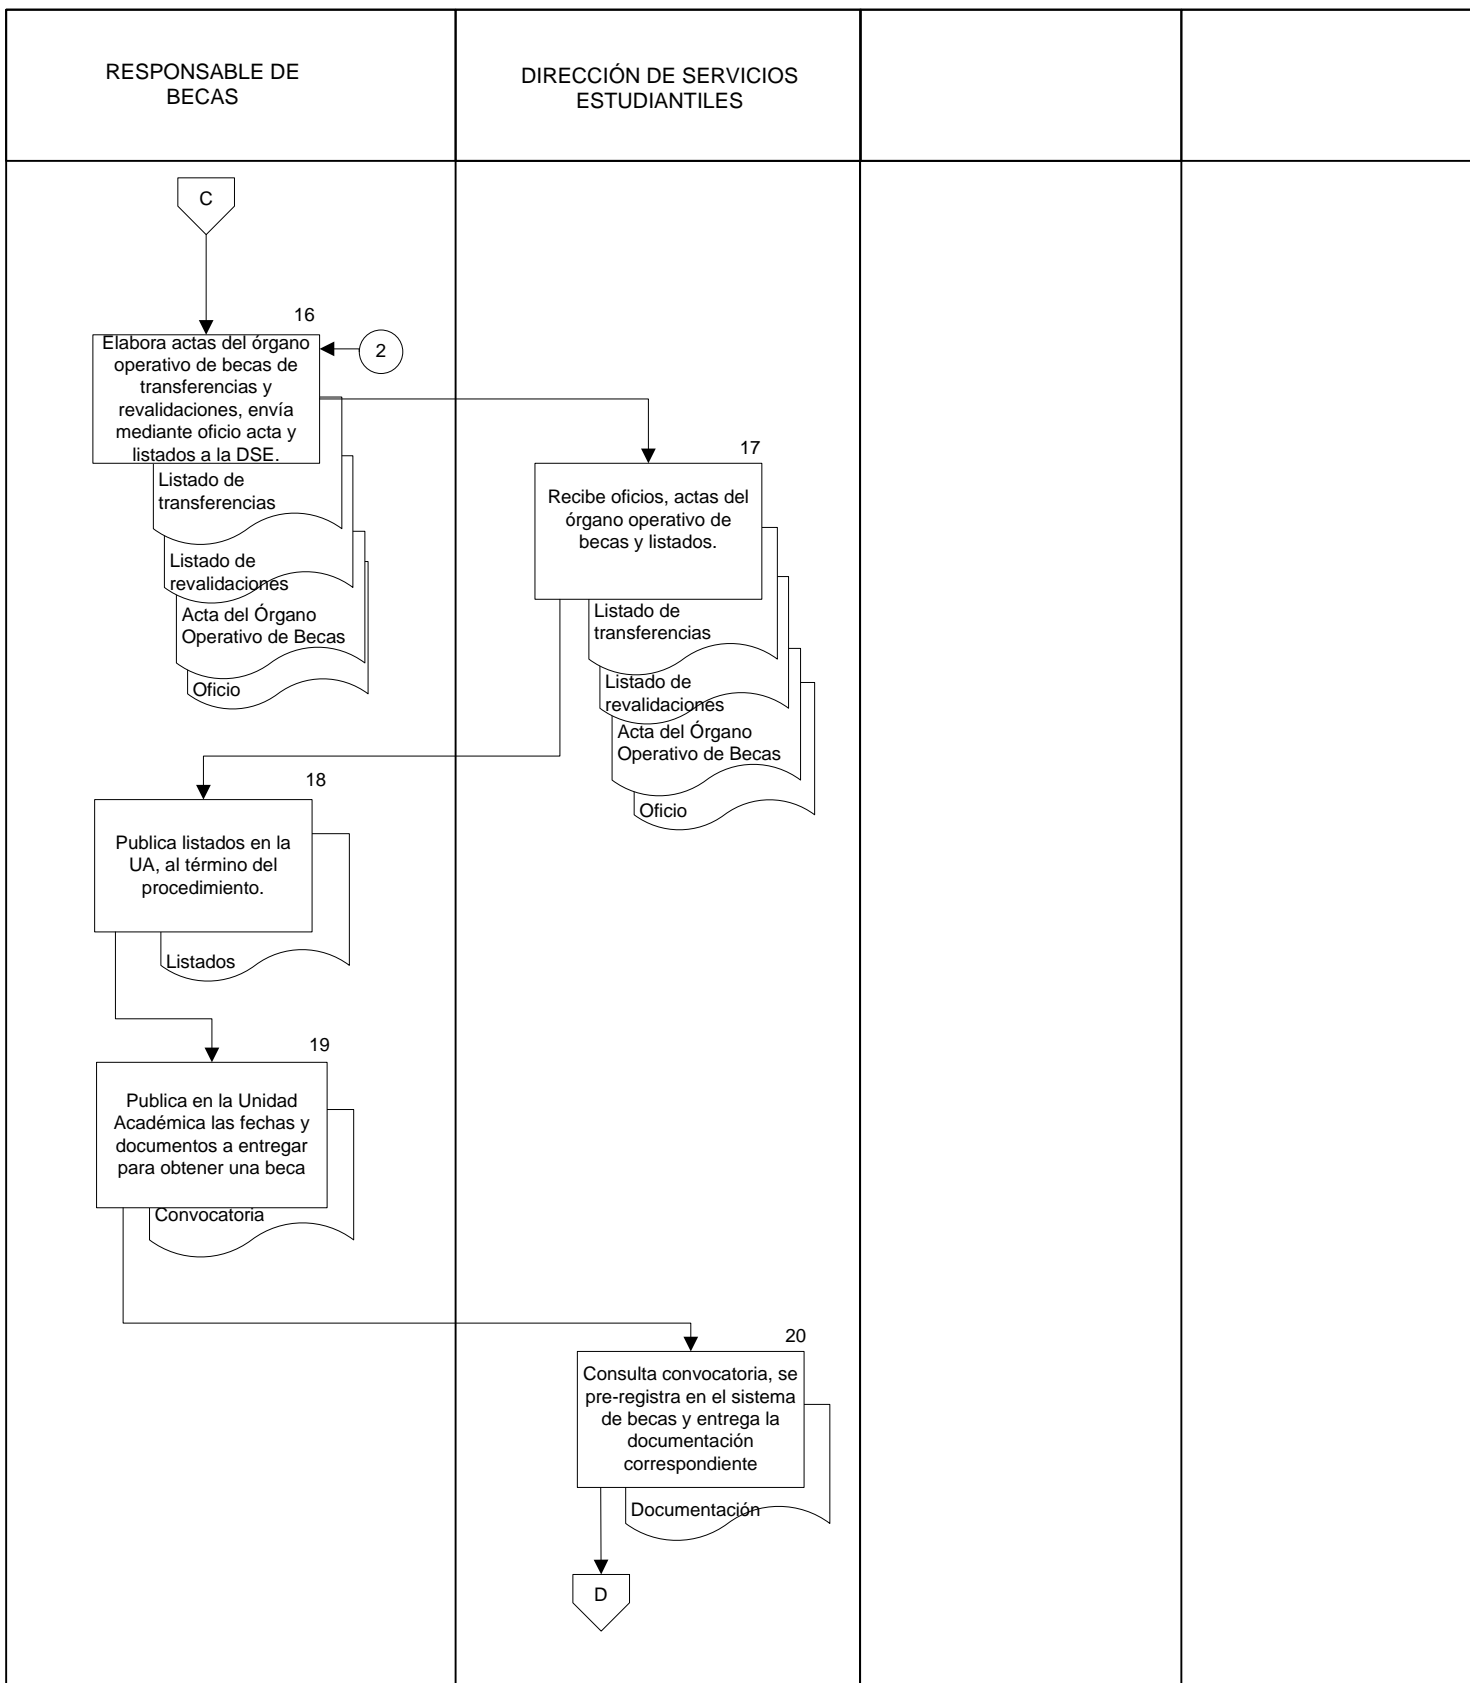 RESPONSABLE DE
BECAS
DIRECCIÓN DE SERVICIOS
ESTUDIANTILES
C
16
Elabora actas del órgano
operativo de becas de
transferencias y
revalidaciones, envía
mediante oficio acta y
listados a la DSE.
2
Listado de
transferencias
Listado de
revalidaciones
Acta del Órgano
Operativo de Becas
Oficio
17
Recibe oficios, actas del
órgano operativo de
becas y listados.
Listado de
transferencias
Listado de
revalidaciones
Acta del Órgano
Operativo de Becas
Oficio
18
Publica listados en la
UA, al término del
procedimiento.
Listados
19
Publica en la Unidad
Académica las fechas y
documentos a entregar
para obtener una beca
Convocatoria
20
Consulta convocatoria, se
pre-registra en el sistema
de becas y entrega la
documentación
correspondiente
Documentación
D